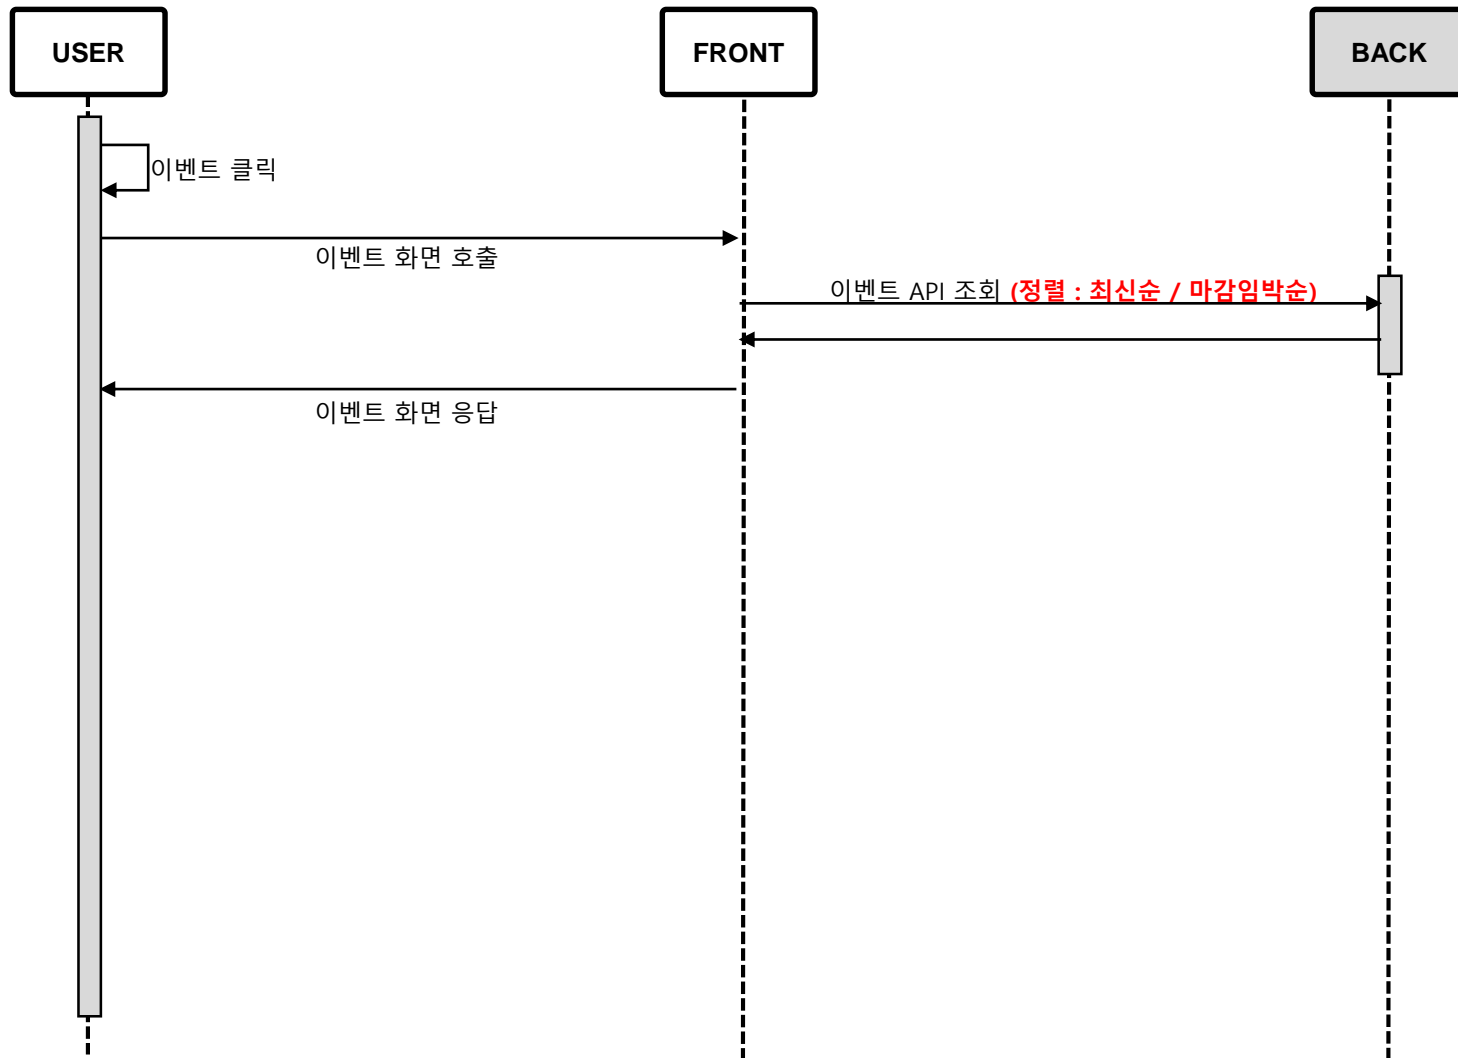 USER
FRONT
BACK
이벤트 클릭
이벤트 화면 호출
이벤트 API 조회 (정렬 : 최신순 / 마감임박순)
이벤트 화면 응답